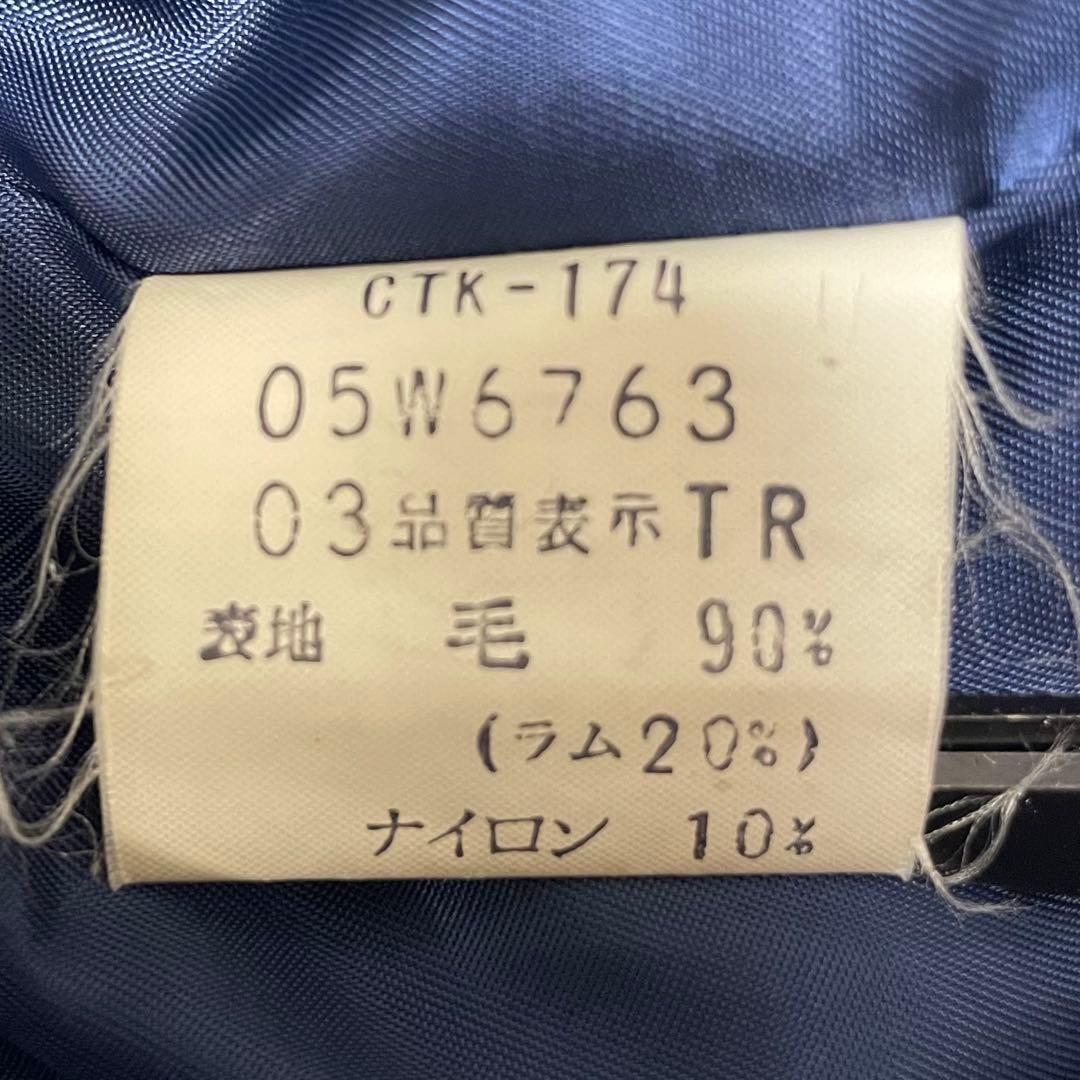 CTK-174
05W6763
03品質表示TR
表地 毛 90%
(ラム20%)
ナイロン 10%